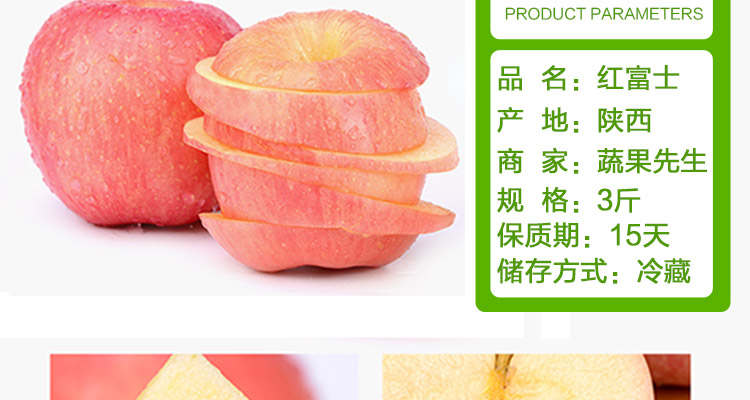 PRODUCT PARAMETERS
品 名：红富士
产 地：陕西
商 家：蔬果先生
规 格：3斤
保质期：15天
储存方式：冷藏